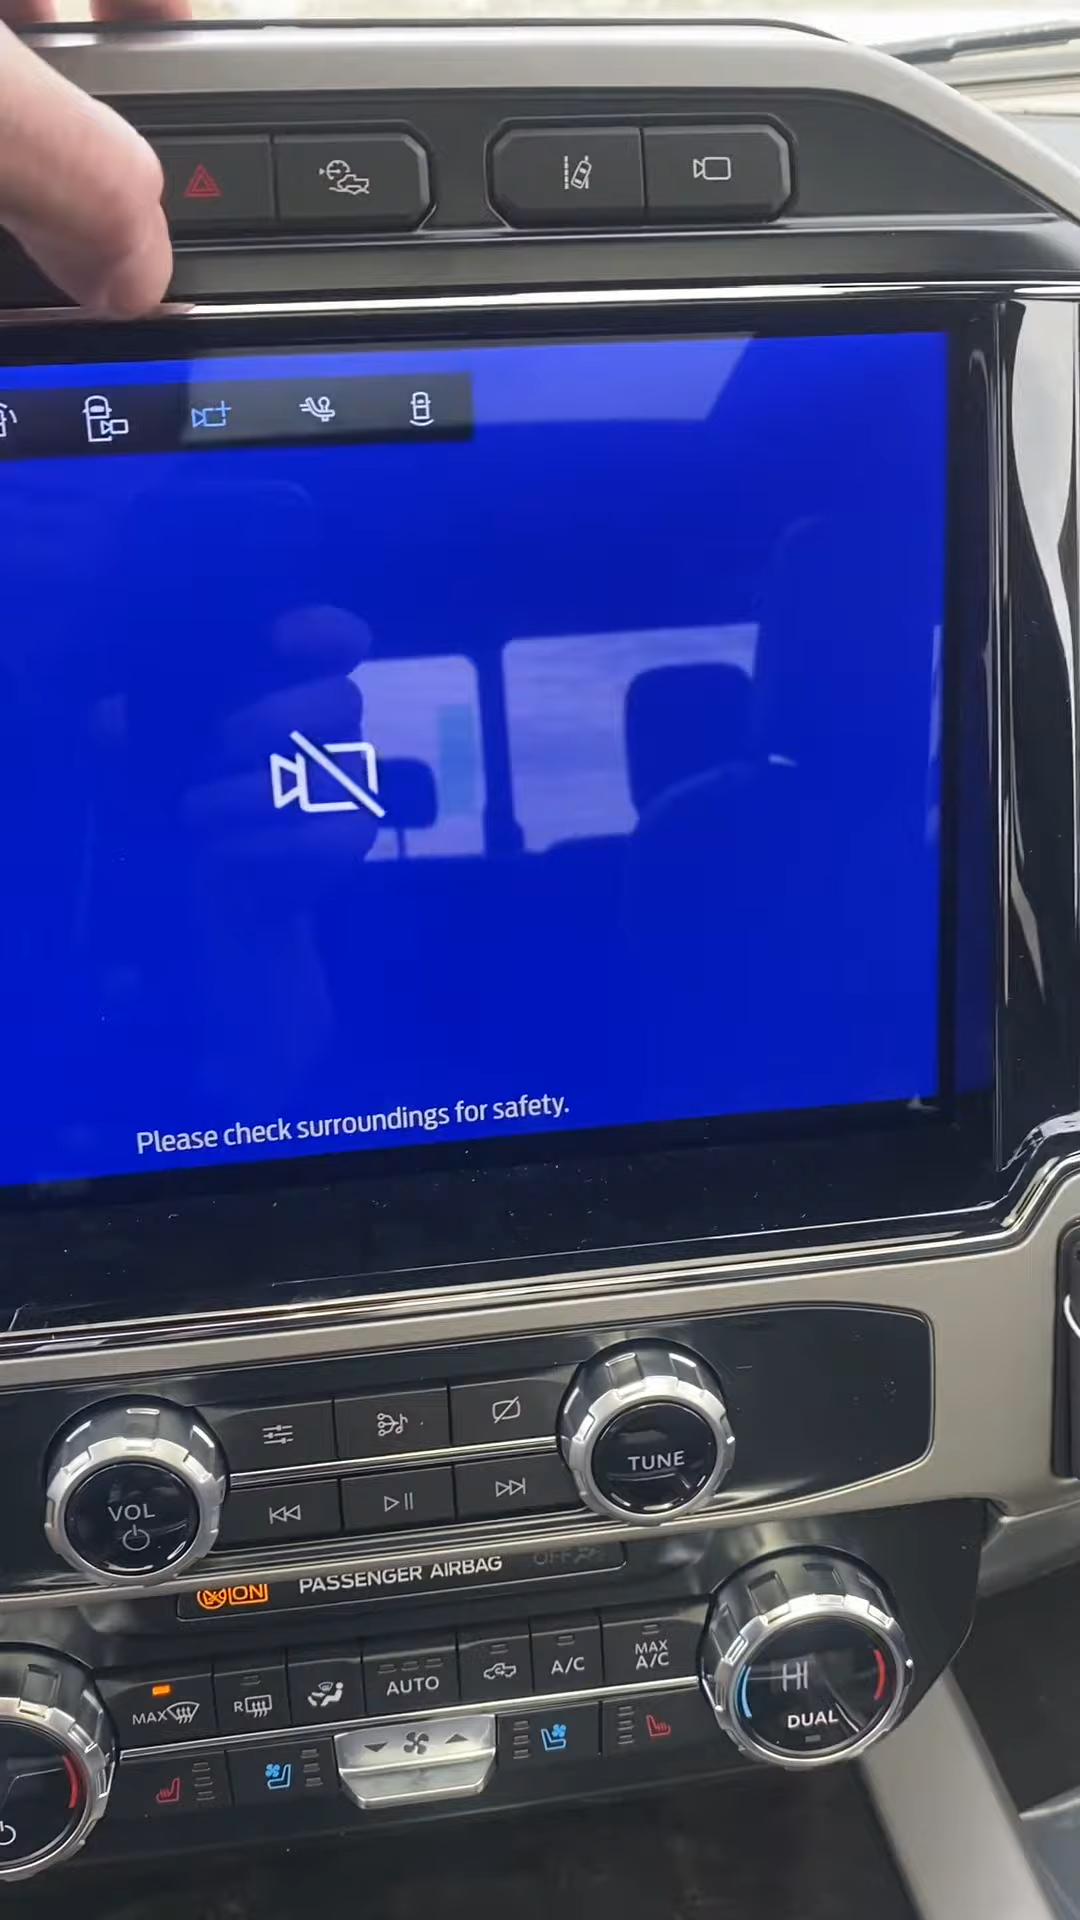 Please check surroundings for safety.
TUNE
VOL
ON PASSENGER AIRBAG OFF
MAX R AUTO A/C MAX A/C
HI
DUAL